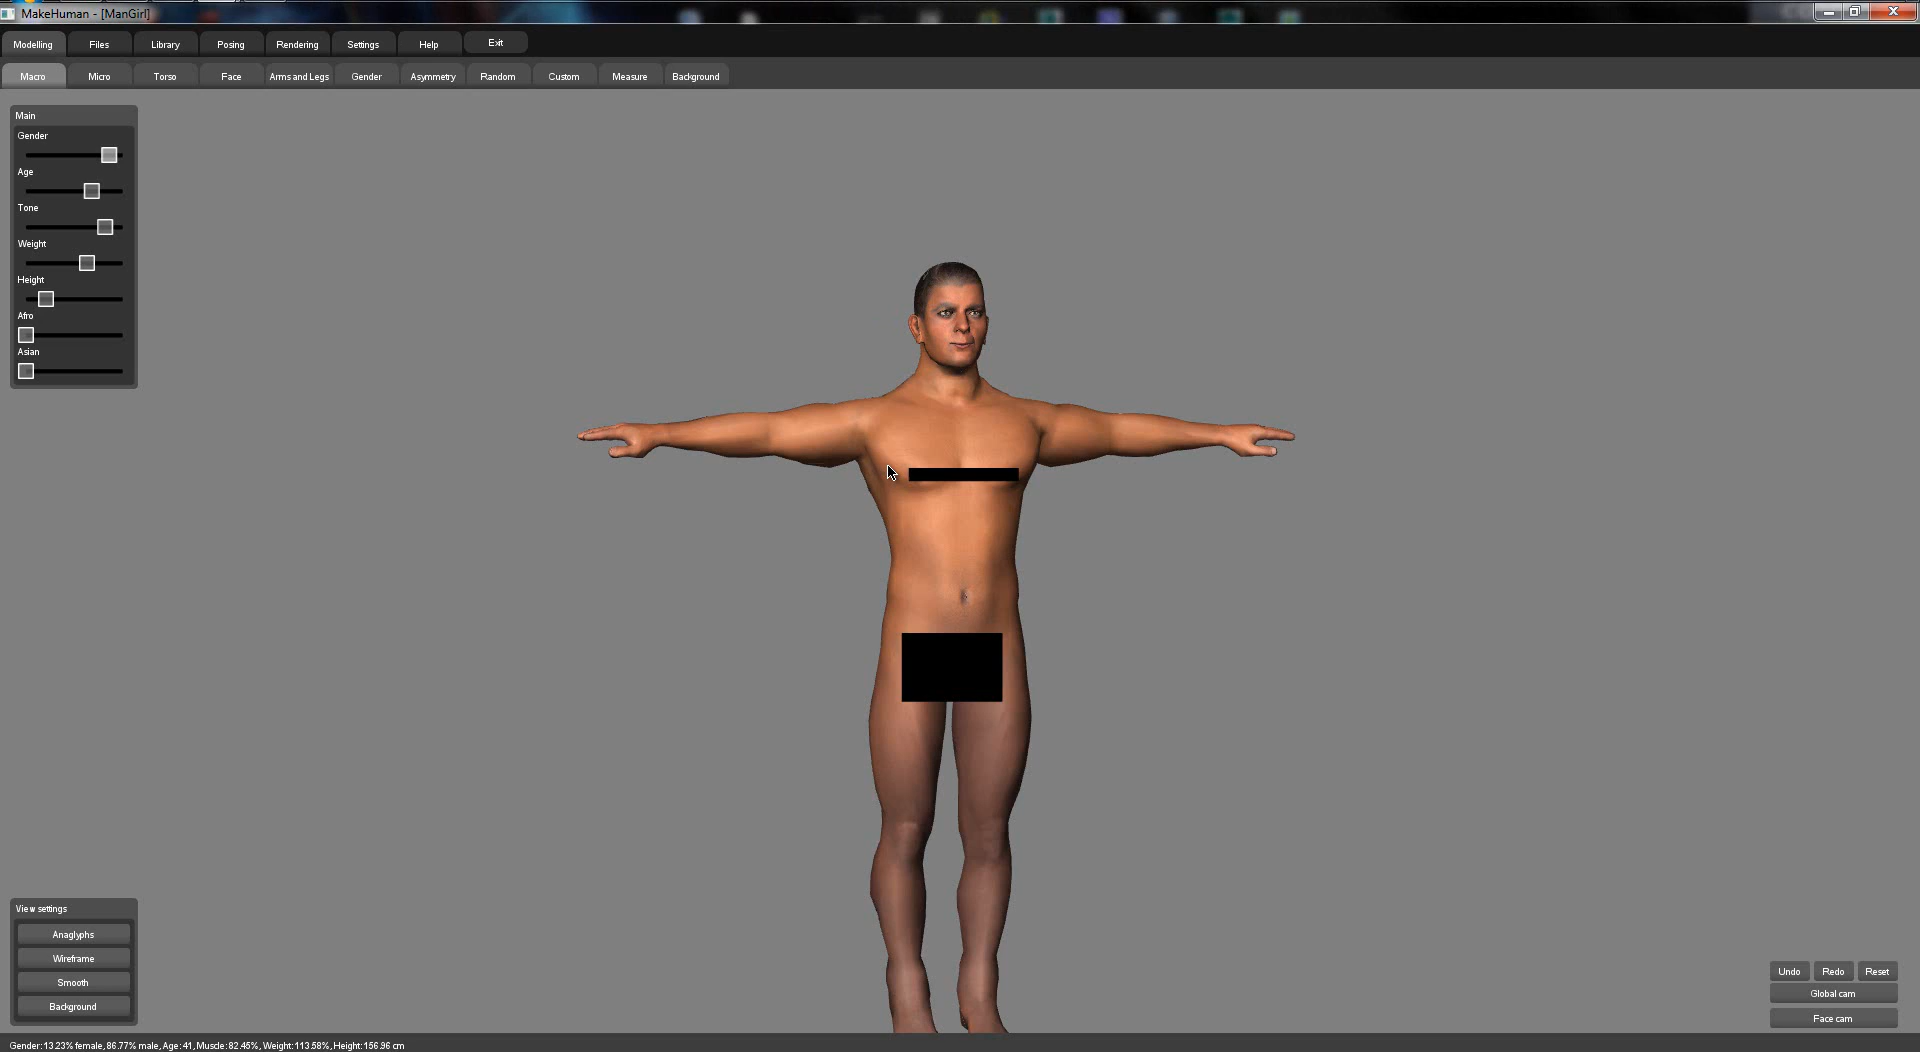 MakeHuman - [ManGirl]
Modelling Files Library Posing Rendering Settings Help Exit
Macro Micro Torso Face Arms and Legs Gender Asymmetry Random Custom Measure Background
Main
Gender
Age
Tone
Weight
Height
Afro
Asian
View settings
Anaglyphs
Wireframe
Smooth
Background
Undo Redo Reset
Global cam
Face cam
Gender: 13.23% female, 86.77% male, Age: 41, Muscle: 82.45%, Weight: 113.58%, Height: 156.96 cm